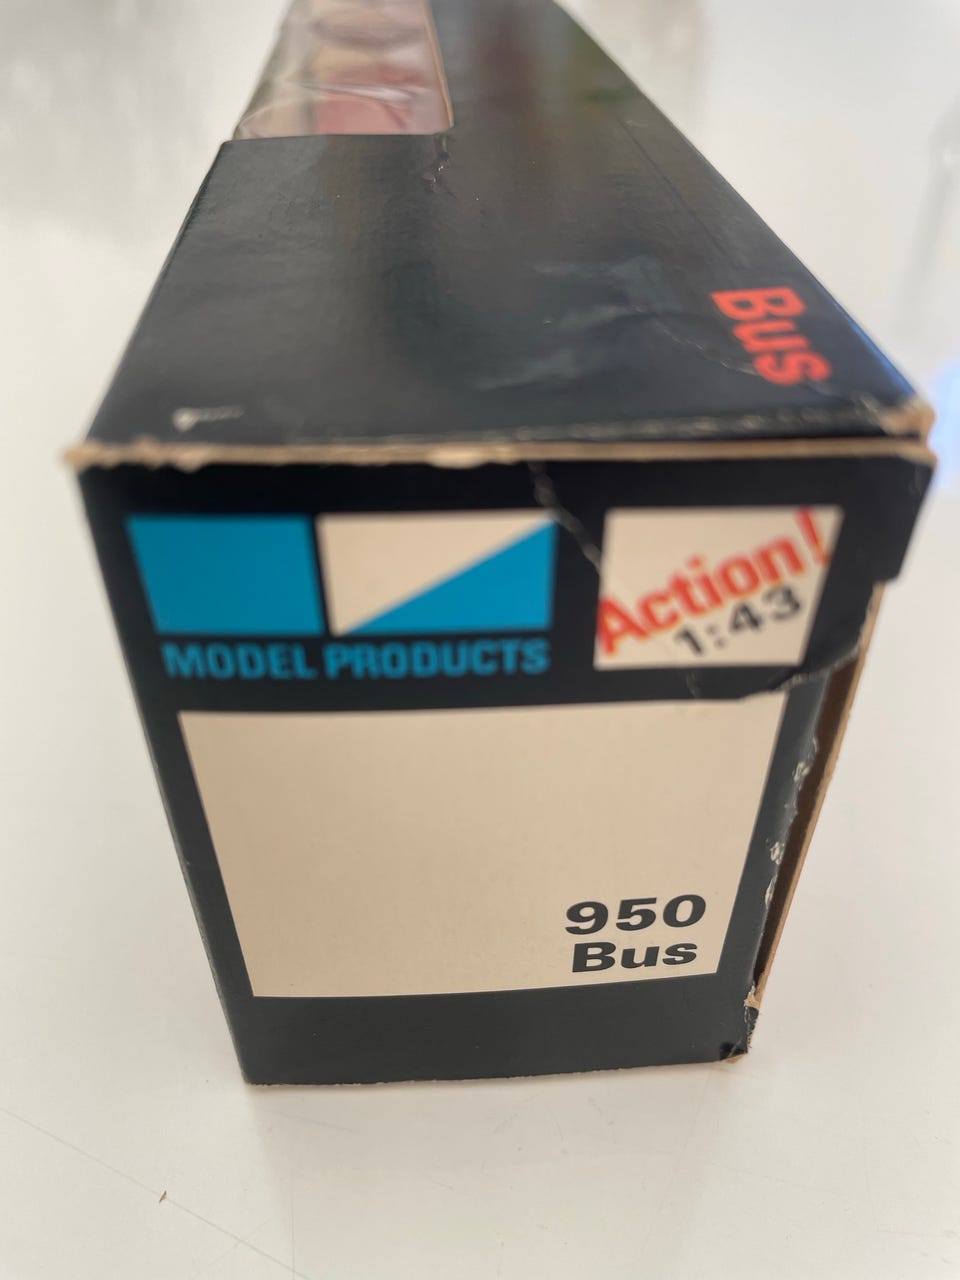 Bus
MODEL PRODUCTS
Action!
1:43
950
Bus